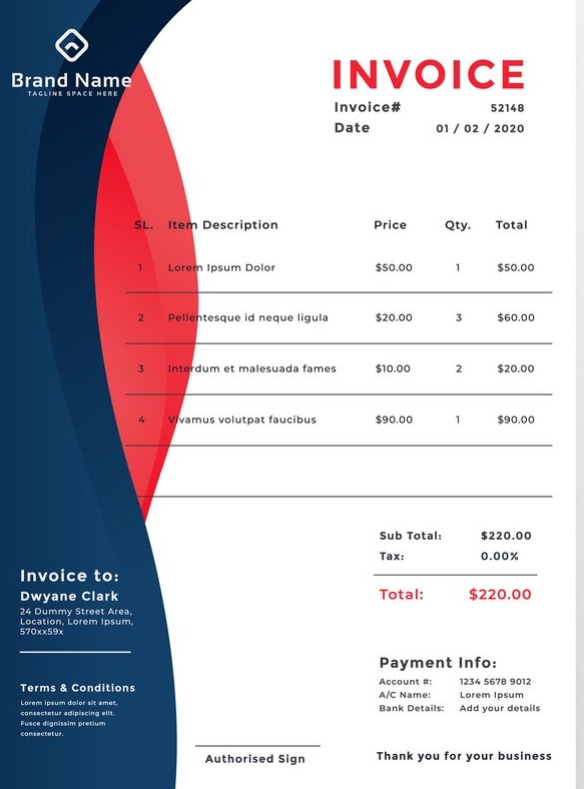 Brand Name
TAGLINE SPACE HERE
INVOICE
Invoice# 52148
Date 01 / 02 / 2020
SL. Item Description Price Qty. Total
1 Lorem Ipsum Dolor $50.00 1 $50.00
2 Pellentesque id neque ligula $20.00 3 $60.00
3 Interdum et malesuada fames $10.00 2 $20.00
4 Vivamus volutpat faucibus $90.00 1 $90.00
Sub Total: $220.00
Tax: 0.00%
Total: $220.00
Invoice to:
Dwyane Clark
24 Dummy Street Area,
Location, Lorem Ipsum,
570xx59x
Terms & Conditions
Lorem ipsum dolor sit amet,
consectetur adipiscing elit.
Fusce dignissim pretium
consectetur.
Payment Info:
Account #: 1234 5678 9012
A/C Name: Lorem Ipsum
Bank Details: Add your details
Authorised Sign
Thank you for your business